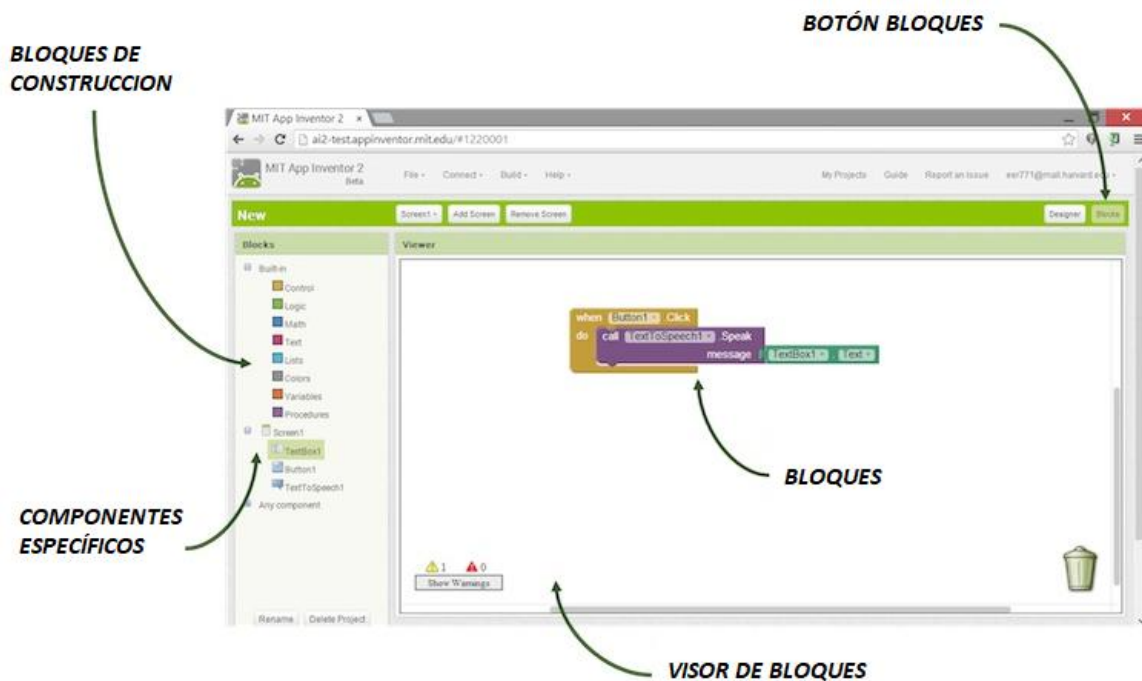 BOTÓN BLOQUES
BLOQUES DE
CONSTRUCCION
MIT App Inventor 2
ai2-test.appinventor.mit.edu/#1220001
MIT App Inventor 2
Beta
File Connect Build Help
My Projects Guide Report an Issue eer771@mail.harvard.edu
New Screen1 Add Screen Remove Screen Designer Blocks
Blocks Viewer
Built-in
Control
Logic
Math
Text
Lists
Colors
Variables
Procedures
Screen1
TextBox1
Button1
TextToSpeech1
Any component
when Button1 Click
do call TextToSpeech1 Speak
message TextBox1 Text
BLOQUES
COMPONENTES
ESPECÍFICOS
1 0
Show Warnings
Rename Delete Project
VISOR DE BLOQUES